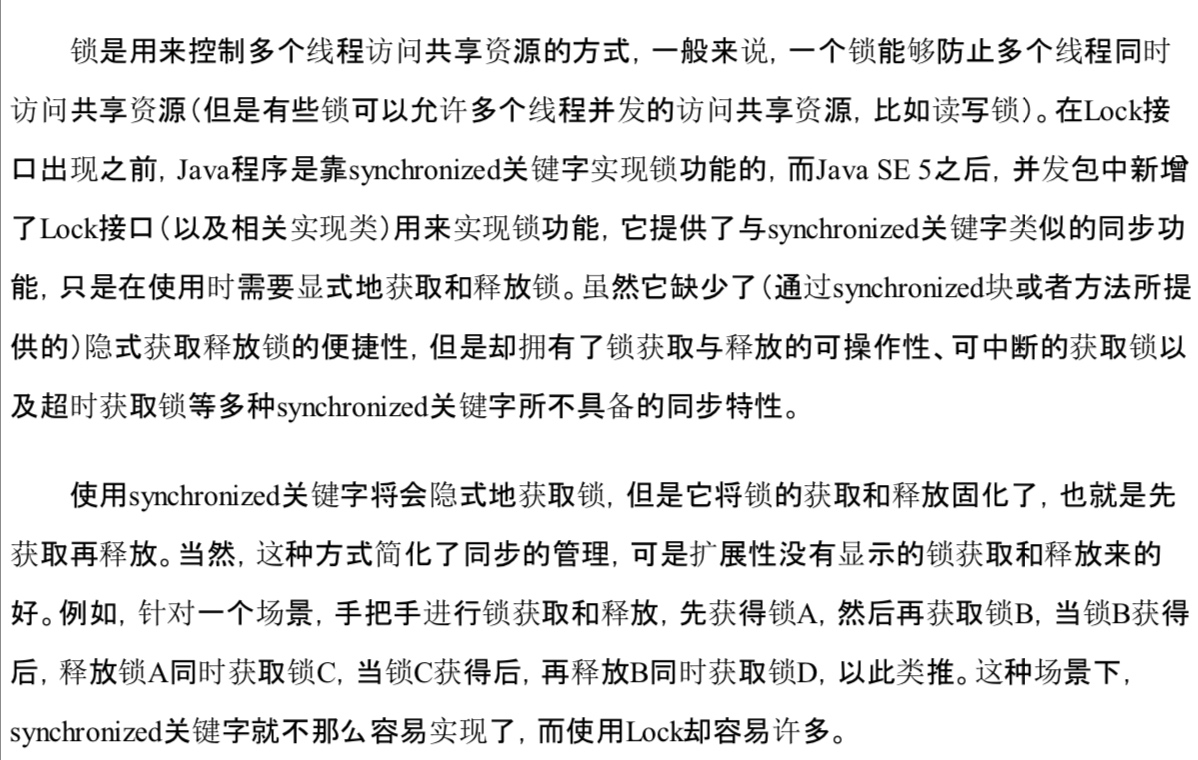 锁是用来控制多个线程访问共享资源的方式，一般来说，一个锁能够防止多个线程同时
访问共享资源（但是有些锁可以允许多个线程并发的访问共享资源，比如读写锁）。在Lock接
口出现之前，Java程序是靠synchronized关键字实现锁功能的，而Java SE 5之后，并发包中新增
了Lock接口（以及相关实现类）用来实现锁功能，它提供了与synchronized关键字类似的同步功
能，只是在使用时需要显式地获取和释放锁。虽然它缺少了（通过synchronized块或者方法所提
供的）隐式获取释放锁的便捷性，但是却拥有了锁获取与释放的可操作性、可中断的获取锁以
及超时获取锁等多种synchronized关键字所不具备的同步特性。
使用synchronized关键字将会隐式地获取锁，但是它将锁的获取和释放固化了，也就是先
获取再释放。当然，这种方式简化了同步的管理，可是扩展性没有显示的锁获取和释放来的
好。例如，针对一个场景，手把手进行锁获取和释放，先获得锁A，然后再获取锁B，当锁B获得
后，释放锁A同时获取锁C，当锁C获得后，再释放B同时获取锁D，以此类推。这种场景下，
synchronized关键字就不那么容易实现了，而使用Lock却容易许多。